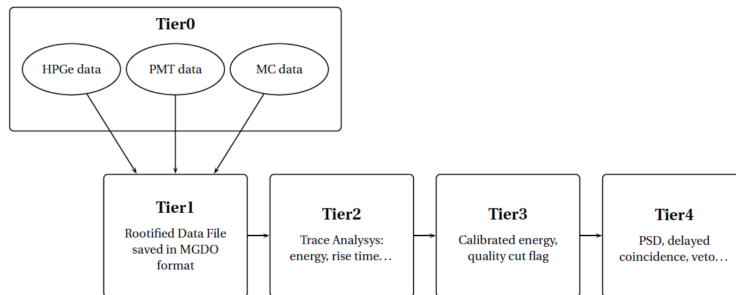 Tier0
HPGe data
PMT data
MC data
Tier1
Rootified Data File
saved in MGDO
format
Tier2
Trace Analysys:
energy, rise time...
Tier3
Calibrated energy,
quality cut flag
Tier4
PSD, delayed
coincidence, veto...